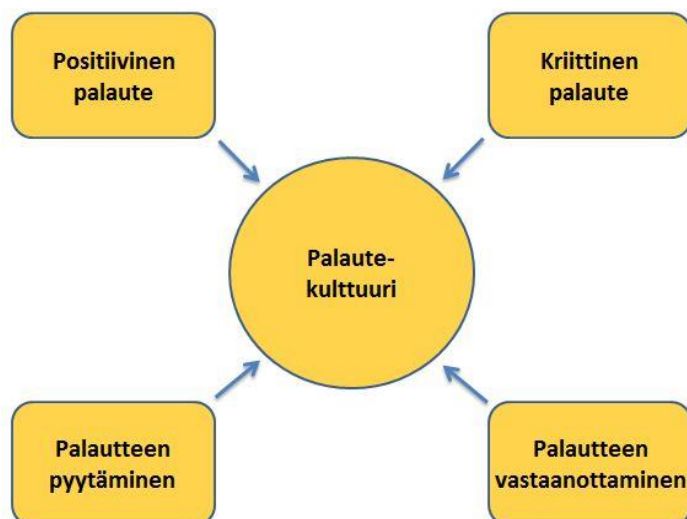 Positiivinen
palaute
Kriittinen
palaute
Palaute-
kulttuuri
Palautteen
pyytäminen
Palautteen
vastaanottaminen